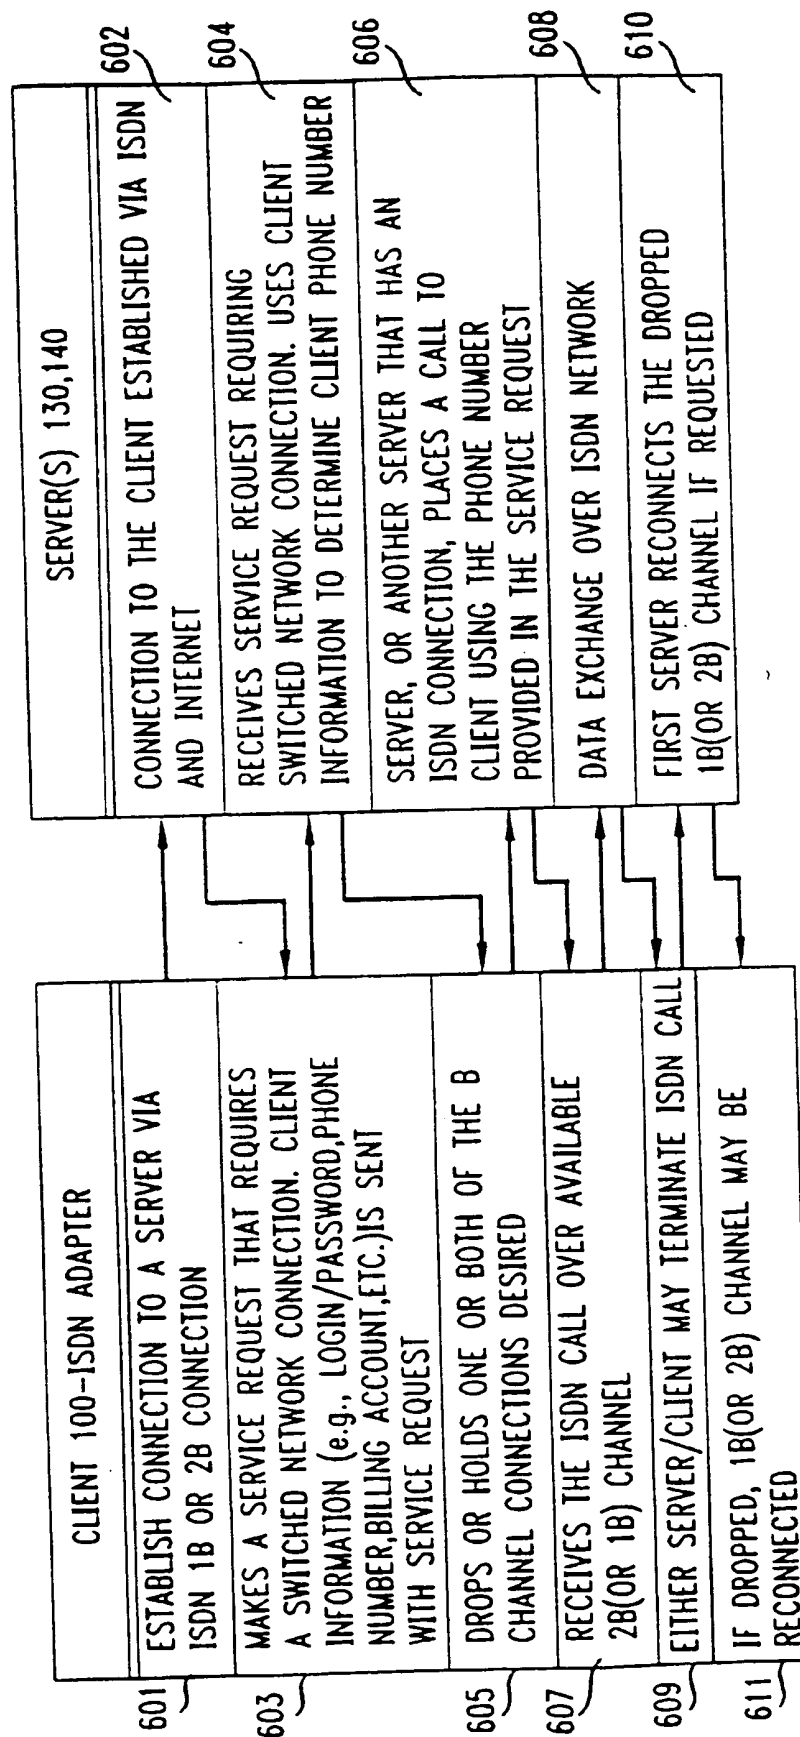 CLIENT 100-ISDN ADAPTER
601
ESTABLISH CONNECTION TO A SERVER VIA
ISDN 1B OR 2B CONNECTION
603
MAKES A SERVICE REQUEST THAT REQUIRES
A SWITCHED NETWORK CONNECTION. CLIENT
INFORMATION (e.g., LOGIN/PASSWORD,PHONE
NUMBER,BILLING ACCOUNT,ETC.)IS SENT
WITH SERVICE REQUEST
605
DROPS OR HOLDS ONE OR BOTH OF THE B
CHANNEL CONNECTIONS DESIRED
607
RECEIVES THE ISDN CALL OVER AVAILABLE
2B(OR 1B) CHANNEL
609
EITHER SERVER/CLIENT MAY TERMINATE ISDN CALL
611
IF DROPPED, 1B(OR 2B) CHANNEL MAY BE
RECONNECTED
SERVER(S) 130,140
CONNECTION TO THE CLIENT ESTABLISHED VIA ISDN
AND INTERNET
602
RECEIVES SERVICE REQUEST REQUIRING
SWITCHED NETWORK CONNECTION. USES CLIENT
INFORMATION TO DETERMINE CLIENT PHONE NUMBER
604
SERVER, OR ANOTHER SERVER THAT HAS AN
ISDN CONNECTION, PLACES A CALL TO
CLIENT USING THE PHONE NUMBER
PROVIDED IN THE SERVICE REQUEST
606
DATA EXCHANGE OVER ISDN NETWORK
608
FIRST SERVER RECONNECTS THE DROPPED
1B(OR 2B) CHANNEL IF REQUESTED
610